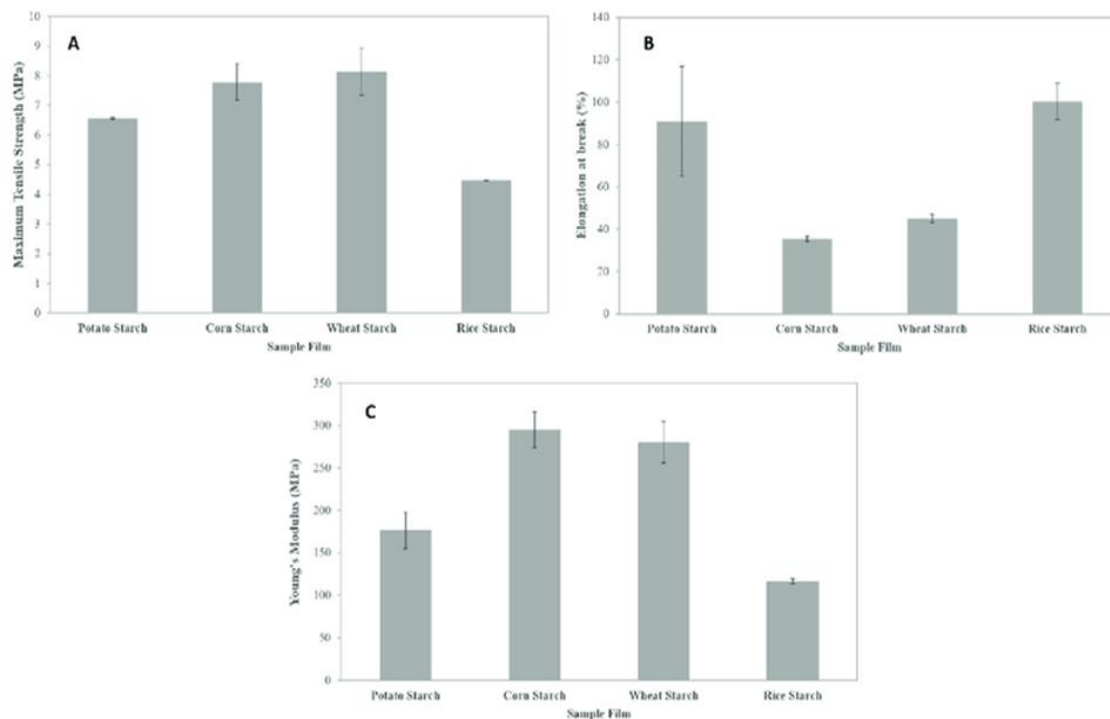 A
Maximum Tensile Strength (MPa)
10
9
8
7
6
5
4
3
2
1
0
Potato Starch Corn Starch Wheat Starch Rice Starch
Sample Film
B
Elongation at break (%)
140
120
100
80
60
40
20
0
Potato Starch Corn Starch Wheat Starch Rice Starch
Sample Film
C
Young's Modulus (MPa)
350
300
250
200
150
100
50
0
Potato Starch Corn Starch Wheat Starch Rice Starch
Sample Film